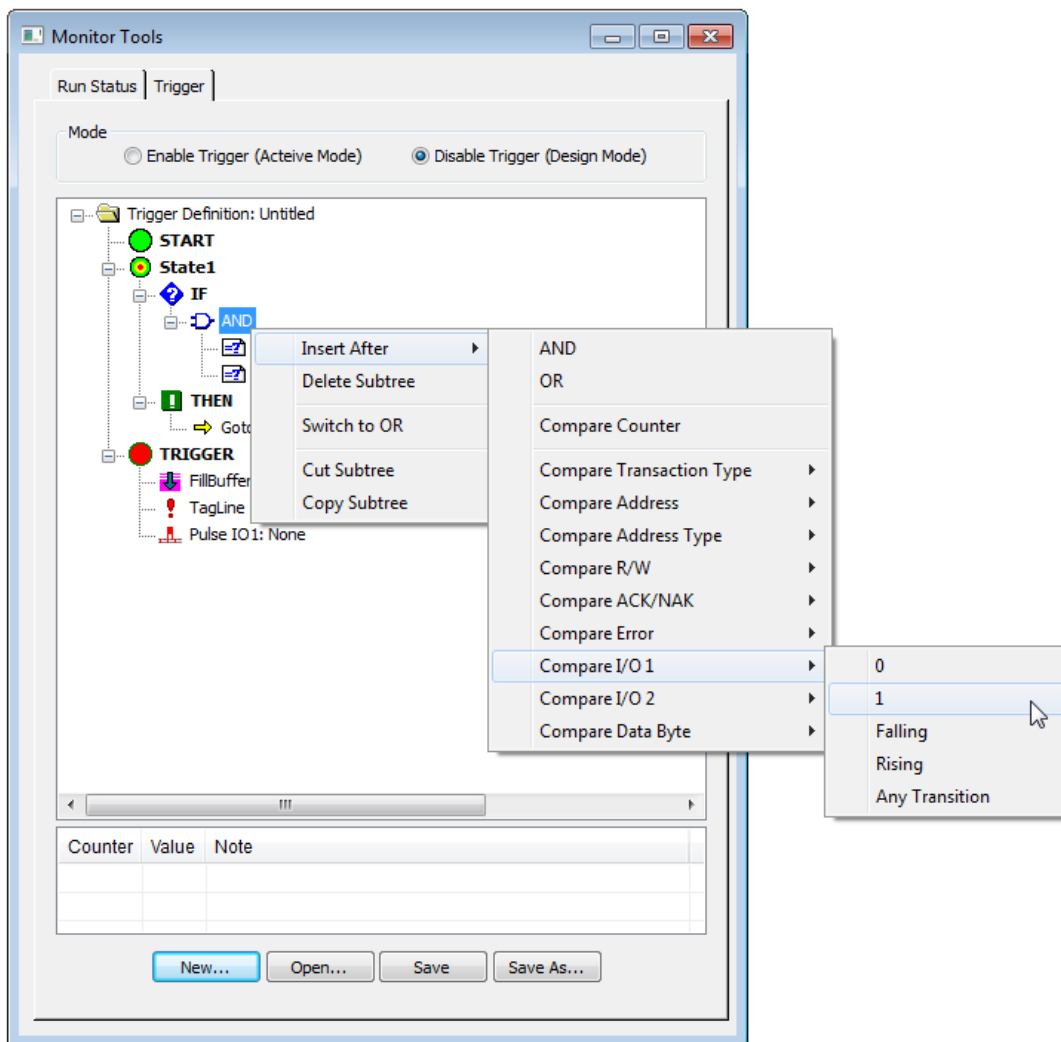 Monitor Tools
Run Status Trigger
Mode
Enable Trigger (Acteive Mode) Disable Trigger (Design Mode)
Trigger Definition: Untitled
START
State1
IF
AND
THEN
TRIGGER
FillBuffer
TagLine
Pulse IO1: None
Insert After
Delete Subtree
Switch to OR
Cut Subtree
Copy Subtree
AND
OR
Compare Counter
Compare Transaction Type
Compare Address
Compare Address Type
Compare R/W
Compare ACK/NAK
Compare Error
Compare I/O 1
Compare I/O 2
Compare Data Byte
0
1
Falling
Rising
Any Transition
Counter Value Note
New... Open... Save Save As...